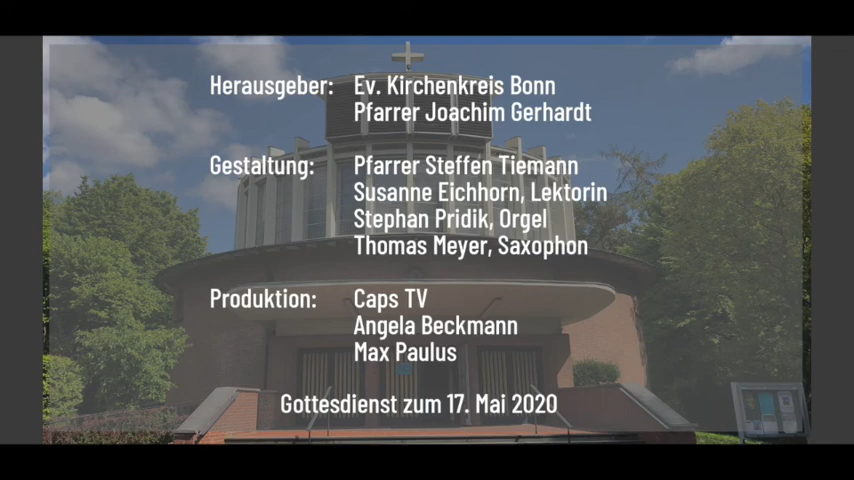 Herausgeber: Ev. Kirchenkreis Bonn
Pfarrer Joachim Gerhardt
Gestaltung: Pfarrer Steffen Tiemann
Susanne Eichhorn, Lektorin
Stephan Pridik, Orgel
Thomas Meyer, Saxophon
Produktion: Caps TV
Angela Beckmann
Max Paulus
Gottesdienst zum 17. Mai 2020